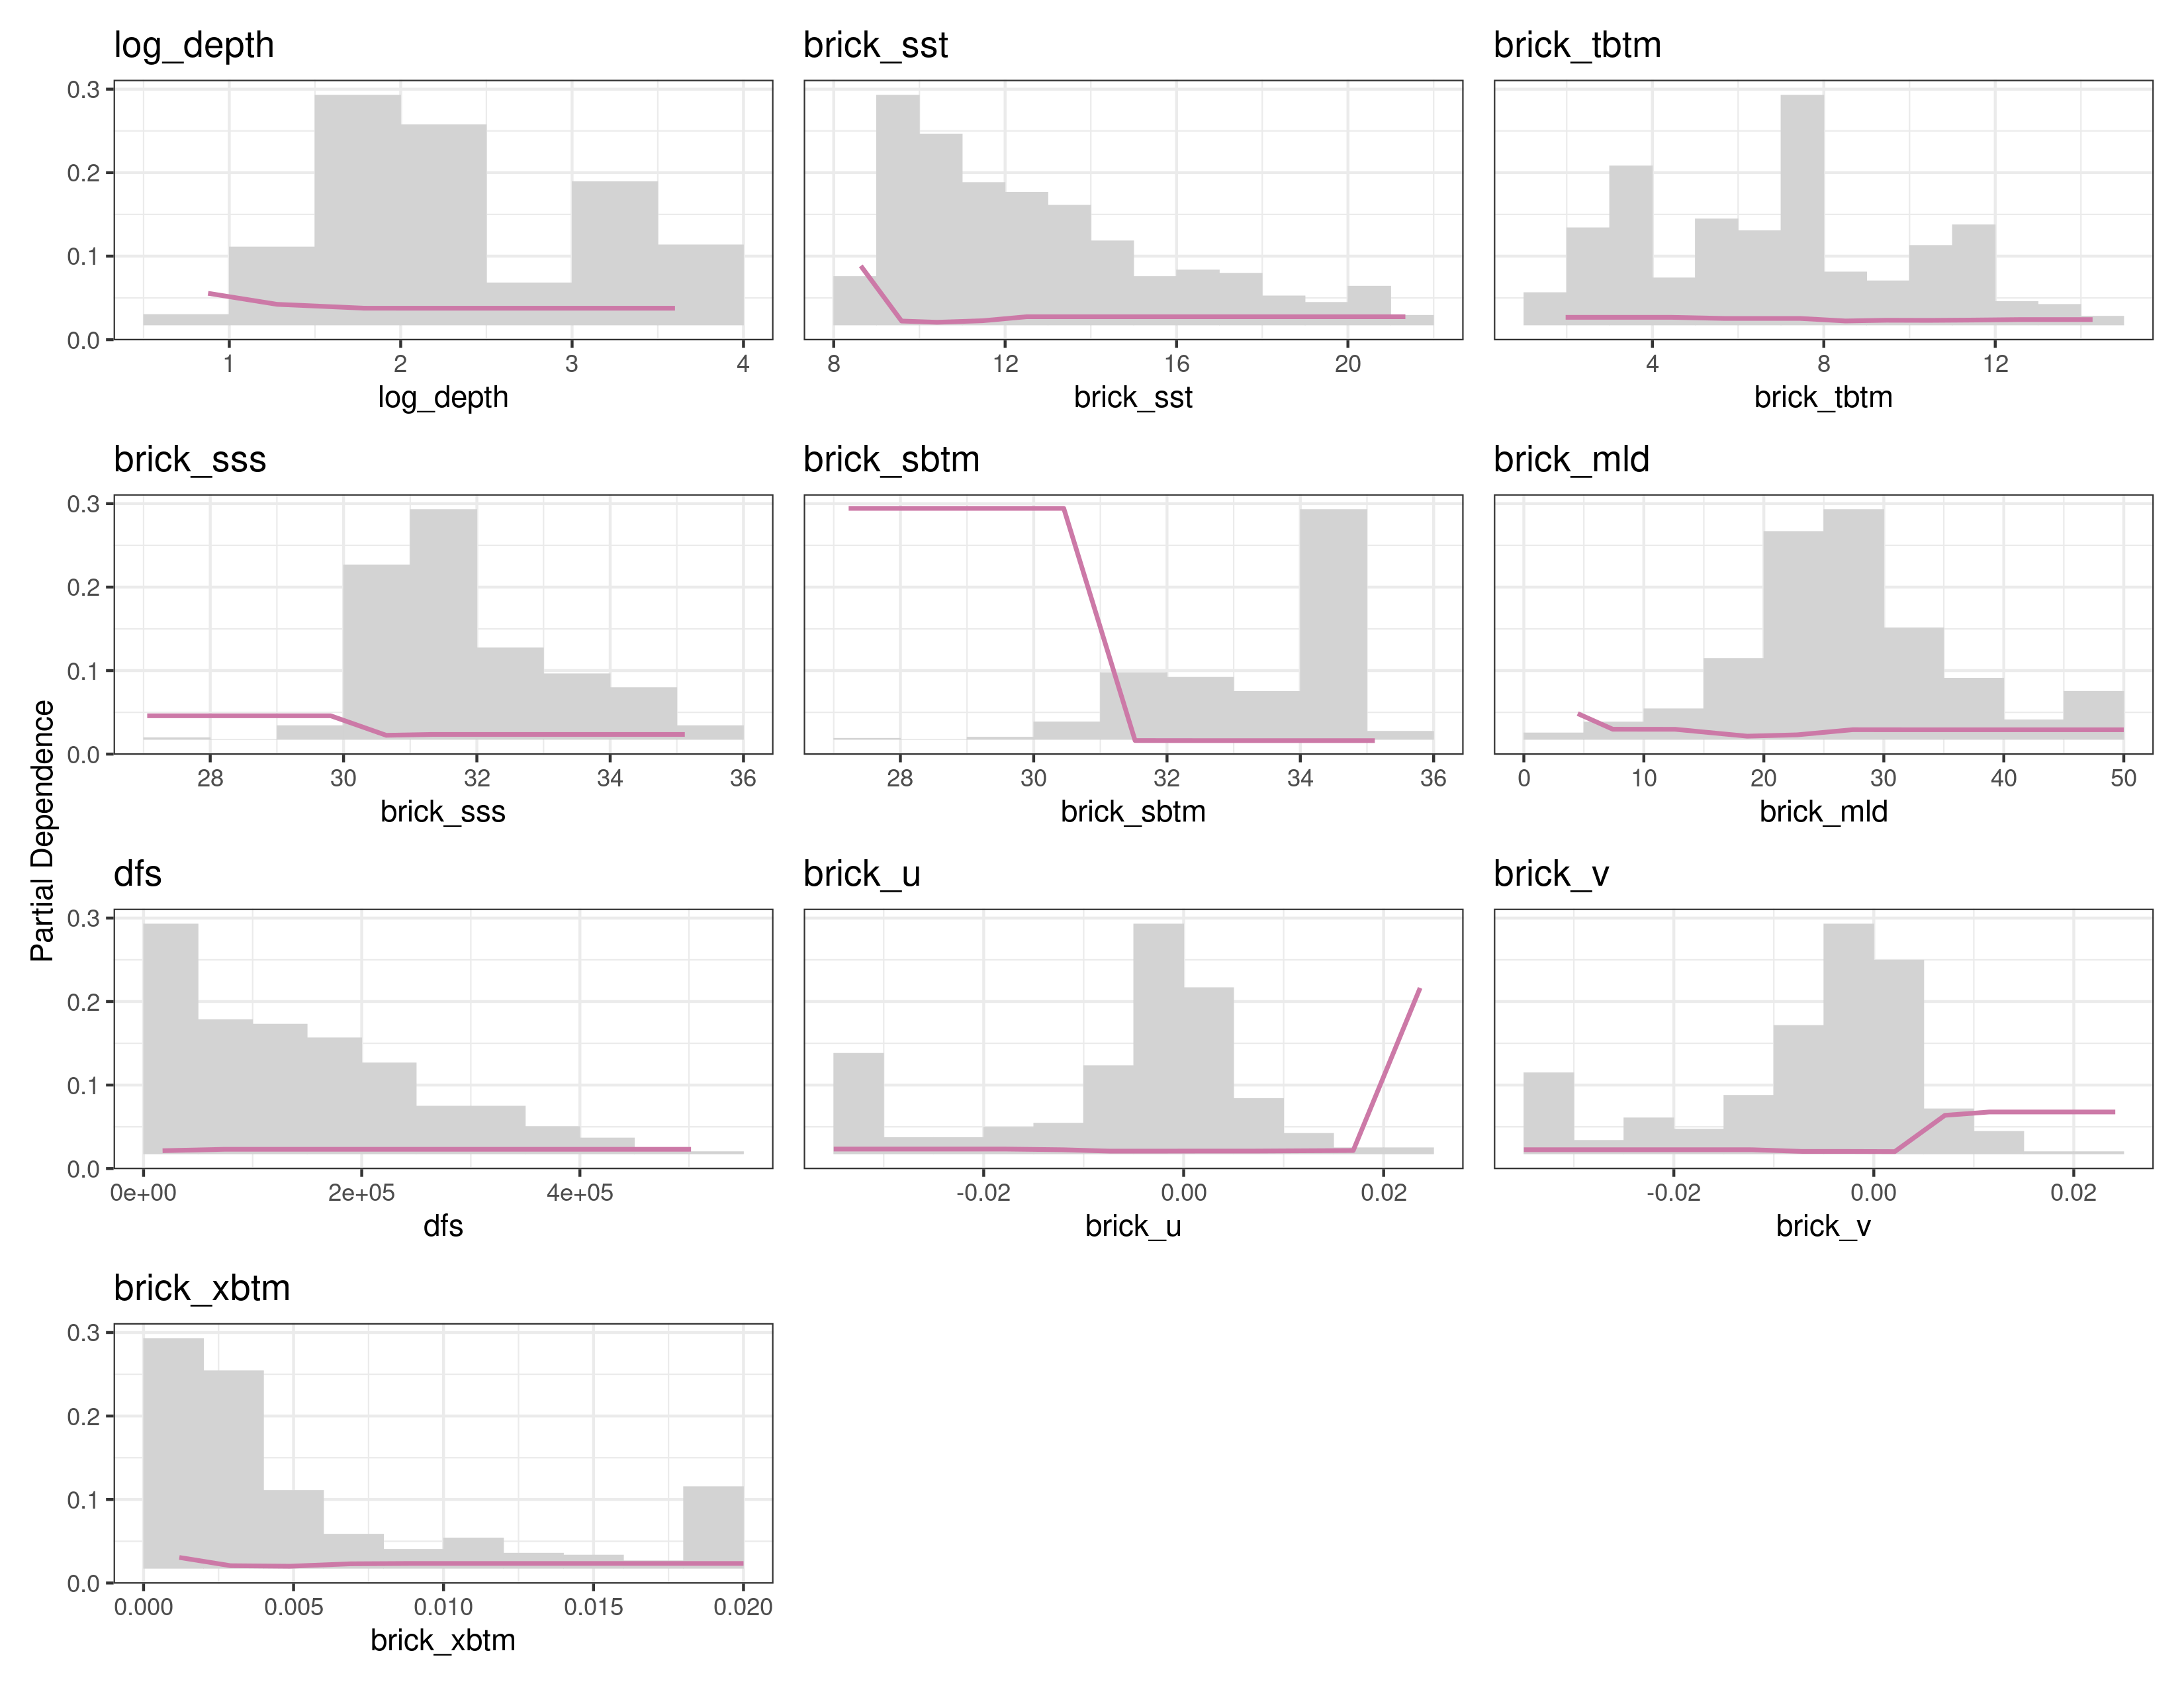 log_depth brick_sst brick_tbtm
0.3
0.2
0.1
0.0
1 2 3 4 8 12 16 20 4 8 12
log_depth brick_sst brick_tbtm
brick_sss brick_sbtm brick_mld
0.3
0.2
0.1
0.0
28 30 32 34 36 28 30 32 34 36 0 10 20 30 40 50
brick_sss brick_sbtm brick_mld
Partial Dependence
dfs brick_u brick_v
0.3
0.2
0.1
0.0
0e+00 2e+05 4e+05 -0.02 0.00 0.02 -0.02 0.00 0.02
dfs brick_u brick_v
brick_xbtm
0.3
0.2
0.1
0.0
0.000 0.005 0.010 0.015 0.020
brick_xbtm